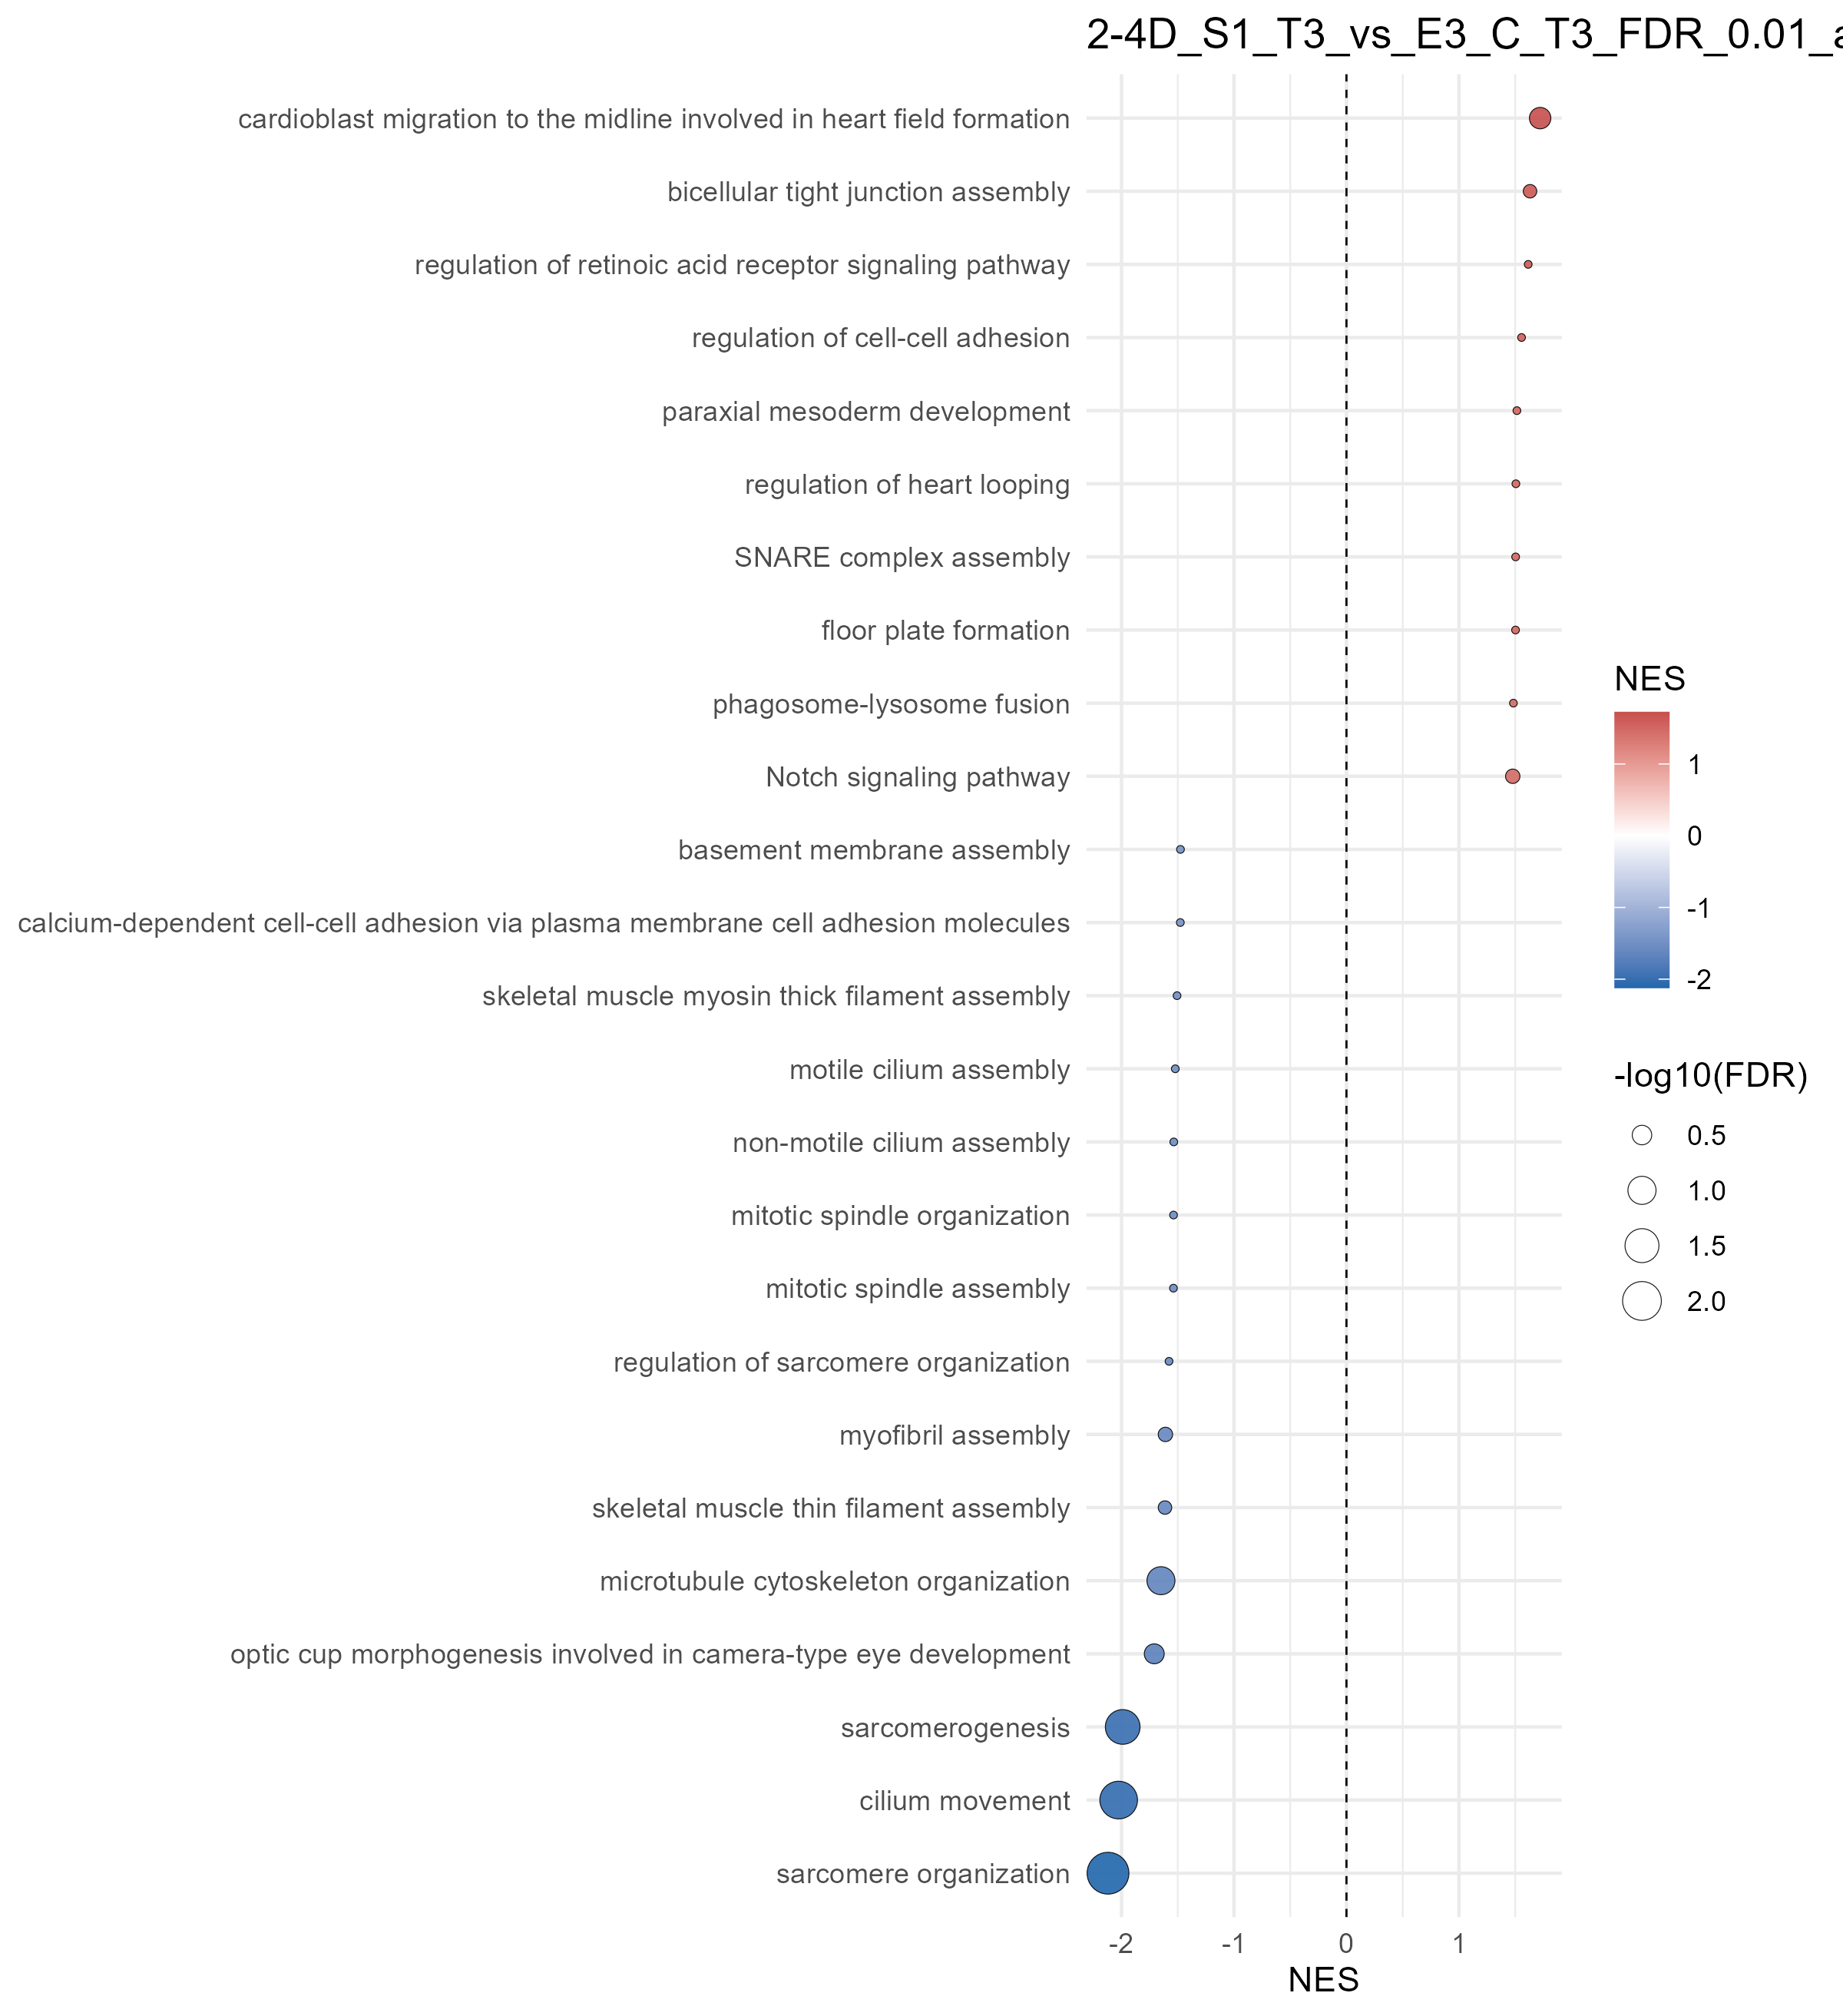 2-4D_S1_T3_vs_E3_C_T3_FDR_0.01_a
cardioblast migration to the midline involved in heart field formation
bicellular tight junction assembly
regulation of retinoic acid receptor signaling pathway
regulation of cell-cell adhesion
paraxial mesoderm development
regulation of heart looping
SNARE complex assembly
floor plate formation
phagosome-lysosome fusion
Notch signaling pathway
basement membrane assembly
calcium-dependent cell-cell adhesion via plasma membrane cell adhesion molecules
skeletal muscle myosin thick filament assembly
motile cilium assembly
non-motile cilium assembly
mitotic spindle organization
mitotic spindle assembly
regulation of sarcomere organization
myofibril assembly
skeletal muscle thin filament assembly
microtubule cytoskeleton organization
optic cup morphogenesis involved in camera-type eye development
sarcomerogenesis
cilium movement
sarcomere organization
-2 -1 0 1
NES
NES
1
0
-1
-2
-log10(FDR)
0.5
1.0
1.5
2.0